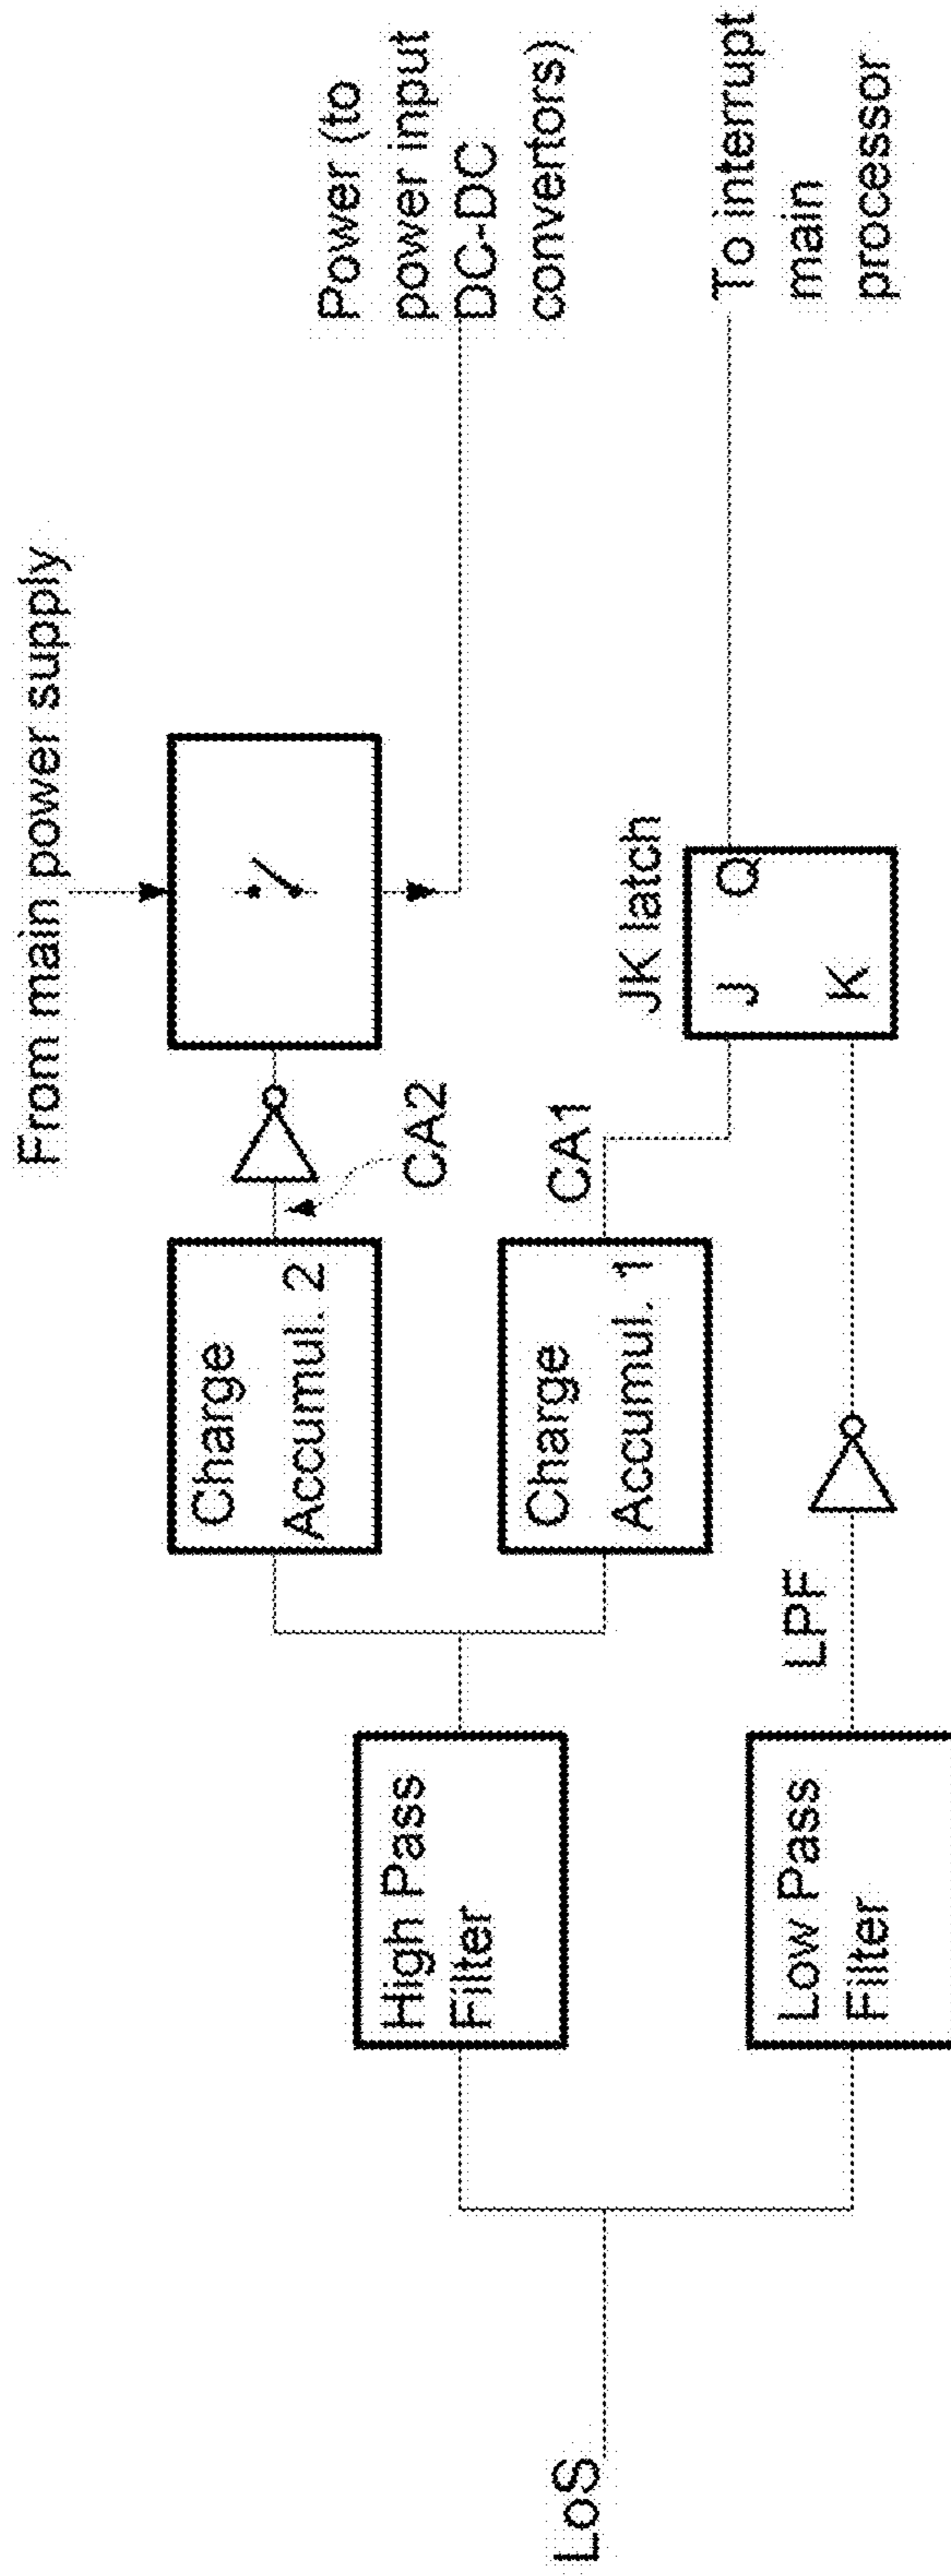 From main power supply
Power (to
power input
DC-DC
convertors)
Charge
Accumul. 2
CA2
High Pass
Filter
LoS
Charge
Accumul. 1
CA1
JK latch
J Q
K
To interrupt
main
processor
Low Pass
Filter
LPF